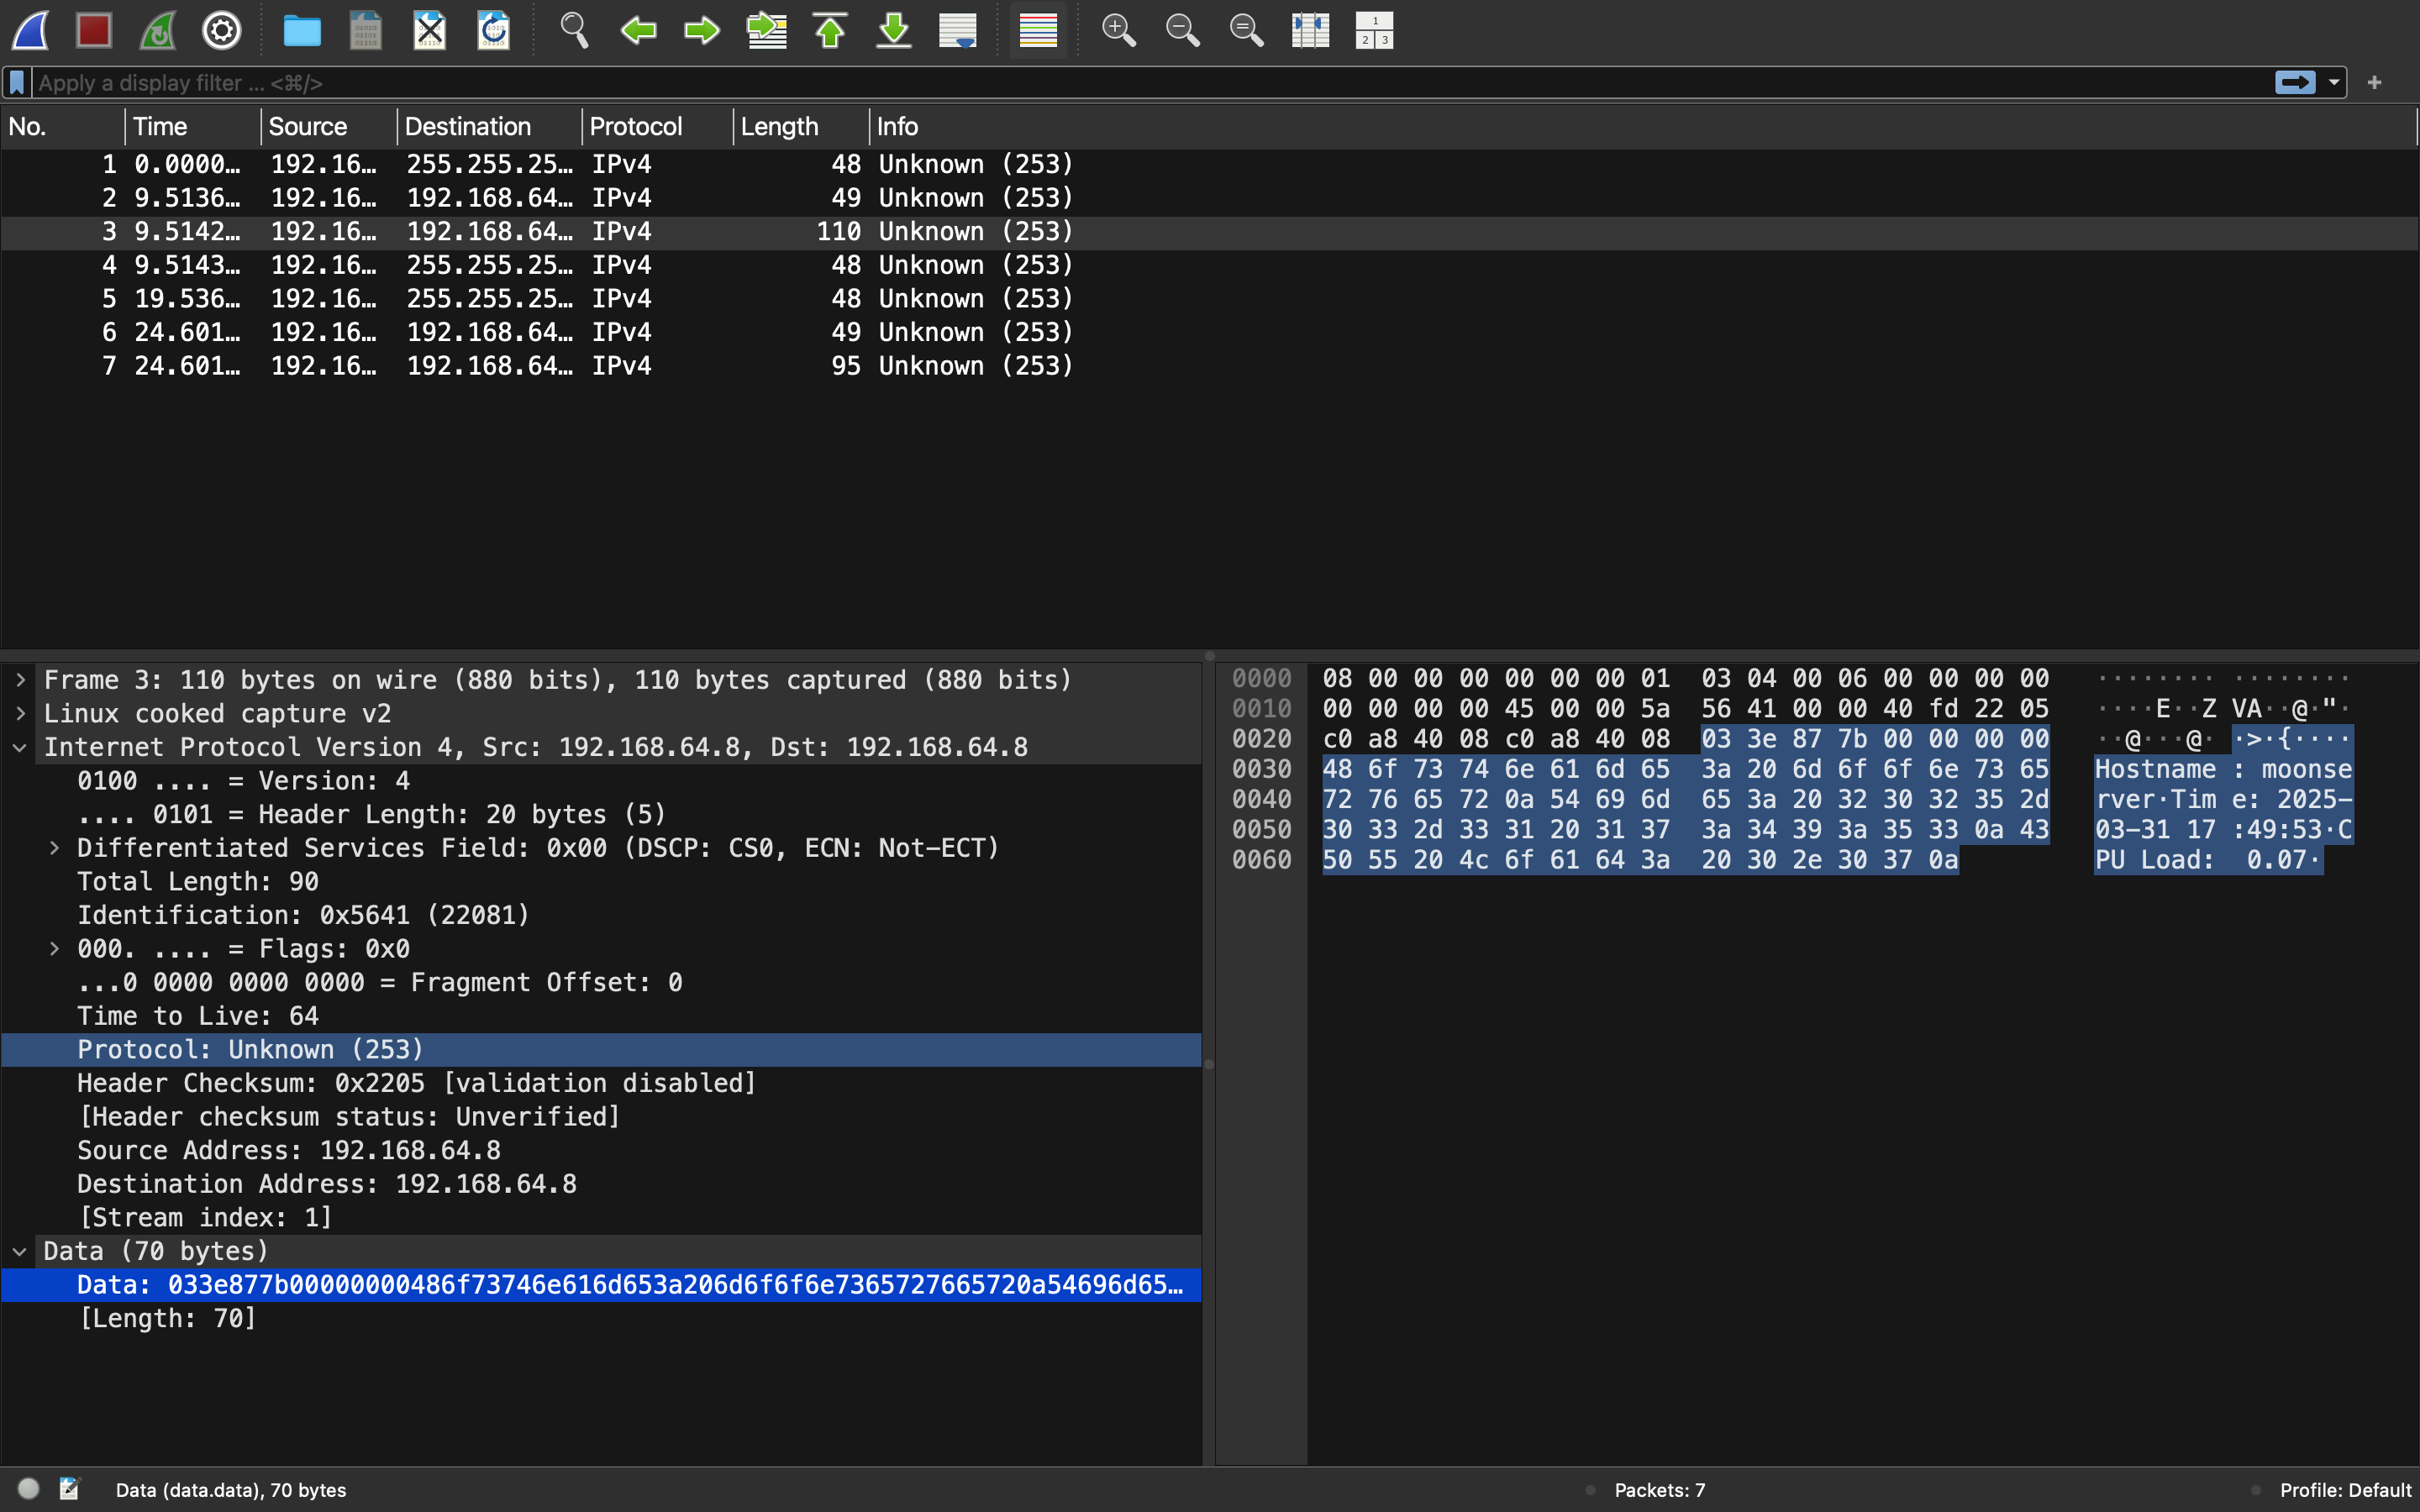 Apply a display filter ... <⌘/>
No. Time Source Destination Protocol Length Info
1 0.0000… 192.16… 255.255.25… IPv4 48 Unknown (253)
2 9.5136… 192.16… 192.168.64… IPv4 49 Unknown (253)
3 9.5142… 192.16… 192.168.64… IPv4 110 Unknown (253)
4 9.5143… 192.16… 255.255.25… IPv4 48 Unknown (253)
5 19.536… 192.16… 255.255.25… IPv4 48 Unknown (253)
6 24.601… 192.16… 192.168.64… IPv4 49 Unknown (253)
7 24.601… 192.16… 192.168.64… IPv4 95 Unknown (253)
Frame 3: 110 bytes on wire (880 bits), 110 bytes captured (880 bits)
Linux cooked capture v2
Internet Protocol Version 4, Src: 192.168.64.8, Dst: 192.168.64.8
0100 .... = Version: 4
.... 0101 = Header Length: 20 bytes (5)
Differentiated Services Field: 0x00 (DSCP: CS0, ECN: Not-ECT)
Total Length: 90
Identification: 0x5641 (22081)
000. .... = Flags: 0x0
...0 0000 0000 0000 = Fragment Offset: 0
Time to Live: 64
Protocol: Unknown (253)
Header Checksum: 0x2205 [validation disabled]
[Header checksum status: Unverified]
Source Address: 192.168.64.8
Destination Address: 192.168.64.8
[Stream index: 1]
Data (70 bytes)
Data: 033e877b00000000486f73746e616d653a206d6f6f6e7365727665720a54696d65…
[Length: 70]
0000 08 00 00 00 00 00 00 01 03 04 00 06 00 00 00 00 ········ ········
0010 00 00 00 00 45 00 00 5a 56 41 00 00 40 fd 22 05 ····E··Z VA··@·"·
0020 c0 a8 40 08 c0 a8 40 08 03 3e 87 7b 00 00 00 00 ··@···@· ·>·{····
0030 48 6f 73 74 6e 61 6d 65 3a 20 6d 6f 6f 6e 73 65 Hostname : moonse
0040 72 76 65 72 0a 54 69 6d 65 3a 20 32 30 32 35 2d rver·Tim e: 2025-
0050 30 33 2d 33 31 20 31 37 3a 34 39 3a 35 33 0a 43 03-31 17 :49:53·C
0060 50 55 20 4c 6f 61 64 3a 20 30 2e 30 37 0a PU Load: 0.07·
Data (data.data), 70 bytes
Packets: 7
Profile: Default